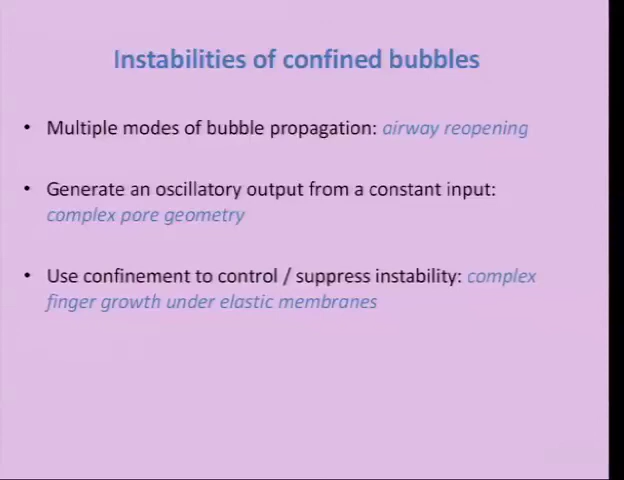 Instabilities of confined bubbles
• Multiple modes of bubble propagation: airway reopening
• Generate an oscillatory output from a constant input:
complex pore geometry
• Use confinement to control / suppress instability: complex
finger growth under elastic membranes